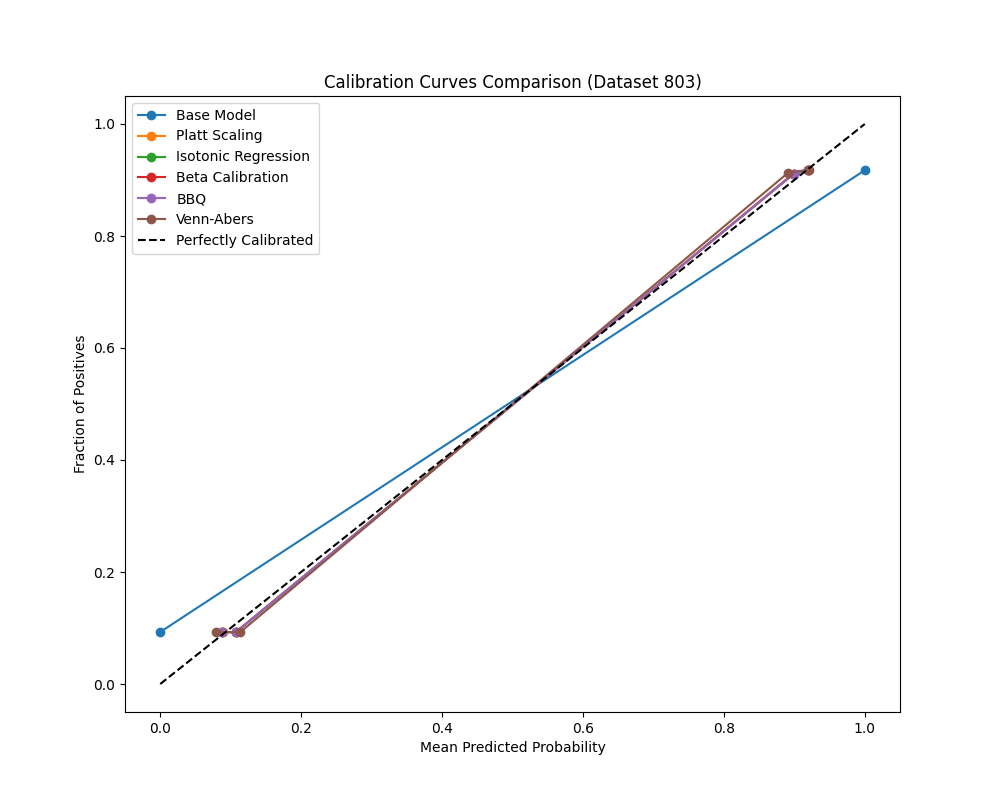 Calibration Curves Comparison (Dataset 803)
Base Model
Platt Scaling
Isotonic Regression
Beta Calibration
BBQ
Venn-Abers
Perfectly Calibrated
Fraction of Positives
1.0
0.8
0.6
0.4
0.2
0.0
0.0 0.2 0.4 0.6 0.8 1.0
Mean Predicted Probability